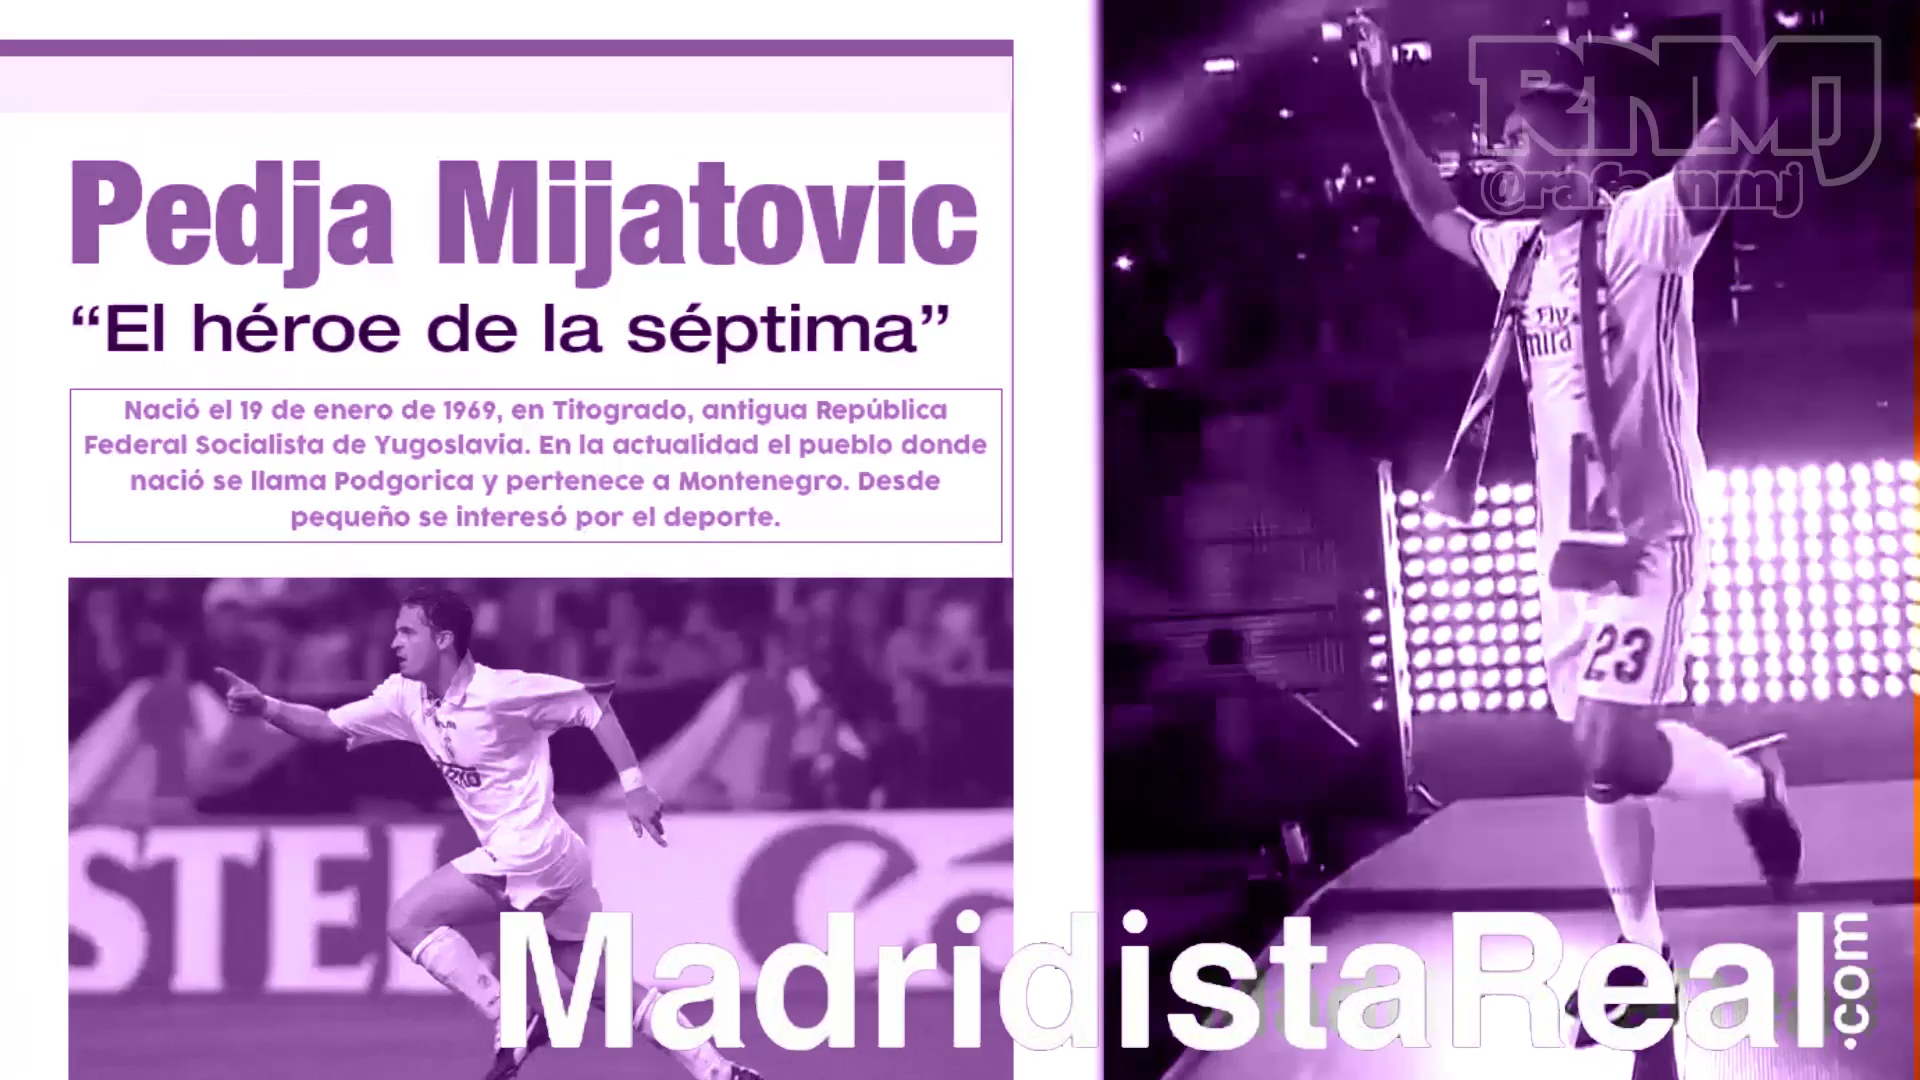 Pedja Mijatovic
“El héroe de la séptima”
Nació el 19 de enero de 1969, en Titogrado, antigua República
Federal Socialista de Yugoslavia. En la actualidad el pueblo donde
nació se llama Podgorica y pertenece a Montenegro. Desde
pequeño se interesó por el deporte.
RNMJ
Fly
23
MadridistaReal.com